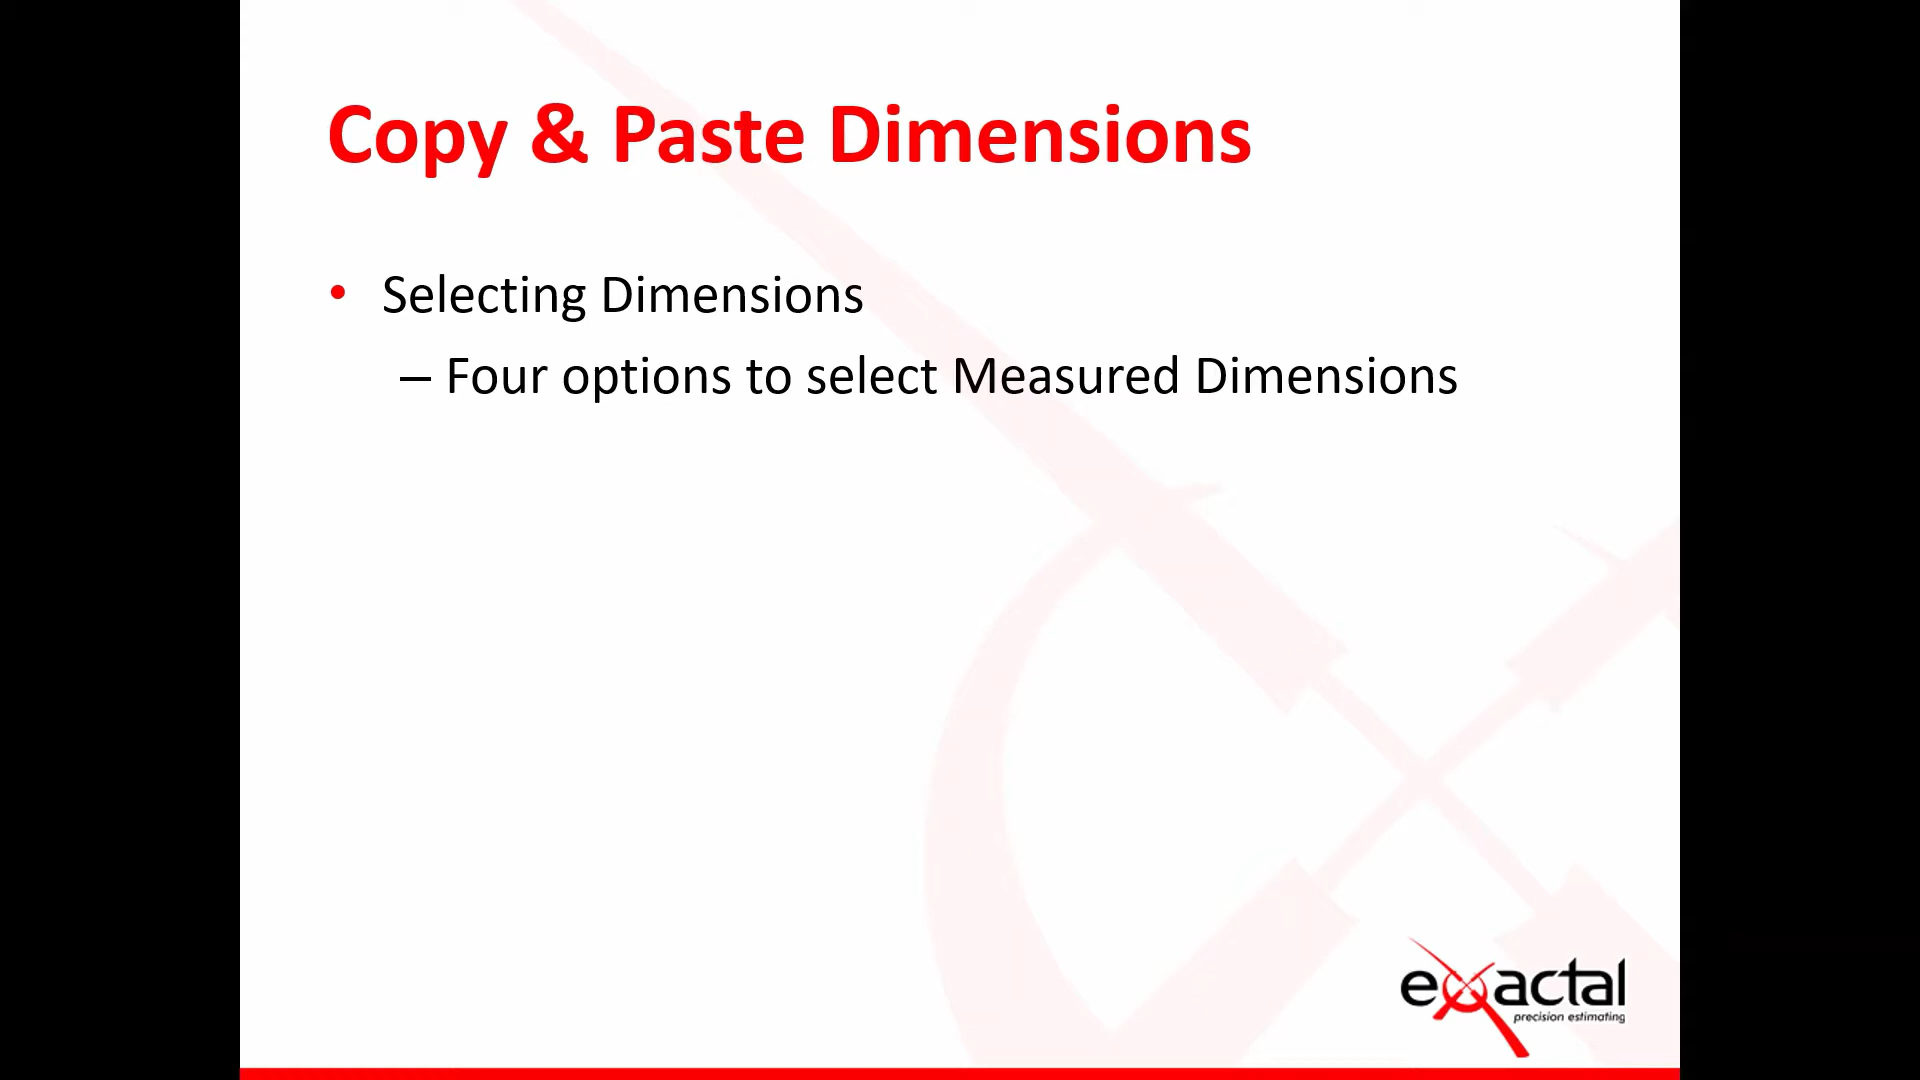 Copy & Paste Dimensions
• Selecting Dimensions
– Four options to select Measured Dimensions
exactal
precision estimating